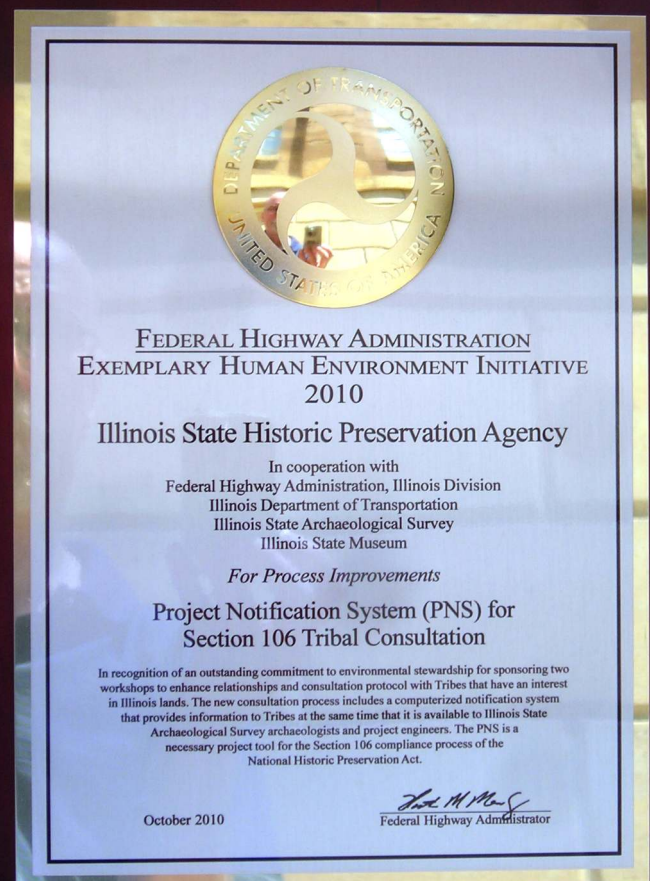 DEPARTMENT OF TRANSPORTATION
UNITED STATES OF AMERICA
FEDERAL HIGHWAY ADMINISTRATION
EXEMPLARY HUMAN ENVIRONMENT INITIATIVE
2010
Illinois State Historic Preservation Agency
In cooperation with
Federal Highway Administration, Illinois Division
Illinois Department of Transportation
Illinois State Archaeological Survey
Illinois State Museum
For Process Improvements
Project Notification System (PNS) for
Section 106 Tribal Consultation
In recognition of an outstanding commitment to environmental stewardship for sponsoring two
workshops to enhance relationships and consultation protocol with Tribes that have an interest
in Illinois lands. The new consultation process includes a computerized notification system
that provides information to Tribes at the same time that it is available to Illinois State
Archaeological Survey archaeologists and project engineers. The PNS is a
necessary project tool for the Section 106 compliance process of the
National Historic Preservation Act.
October 2010
Federal Highway Administrator